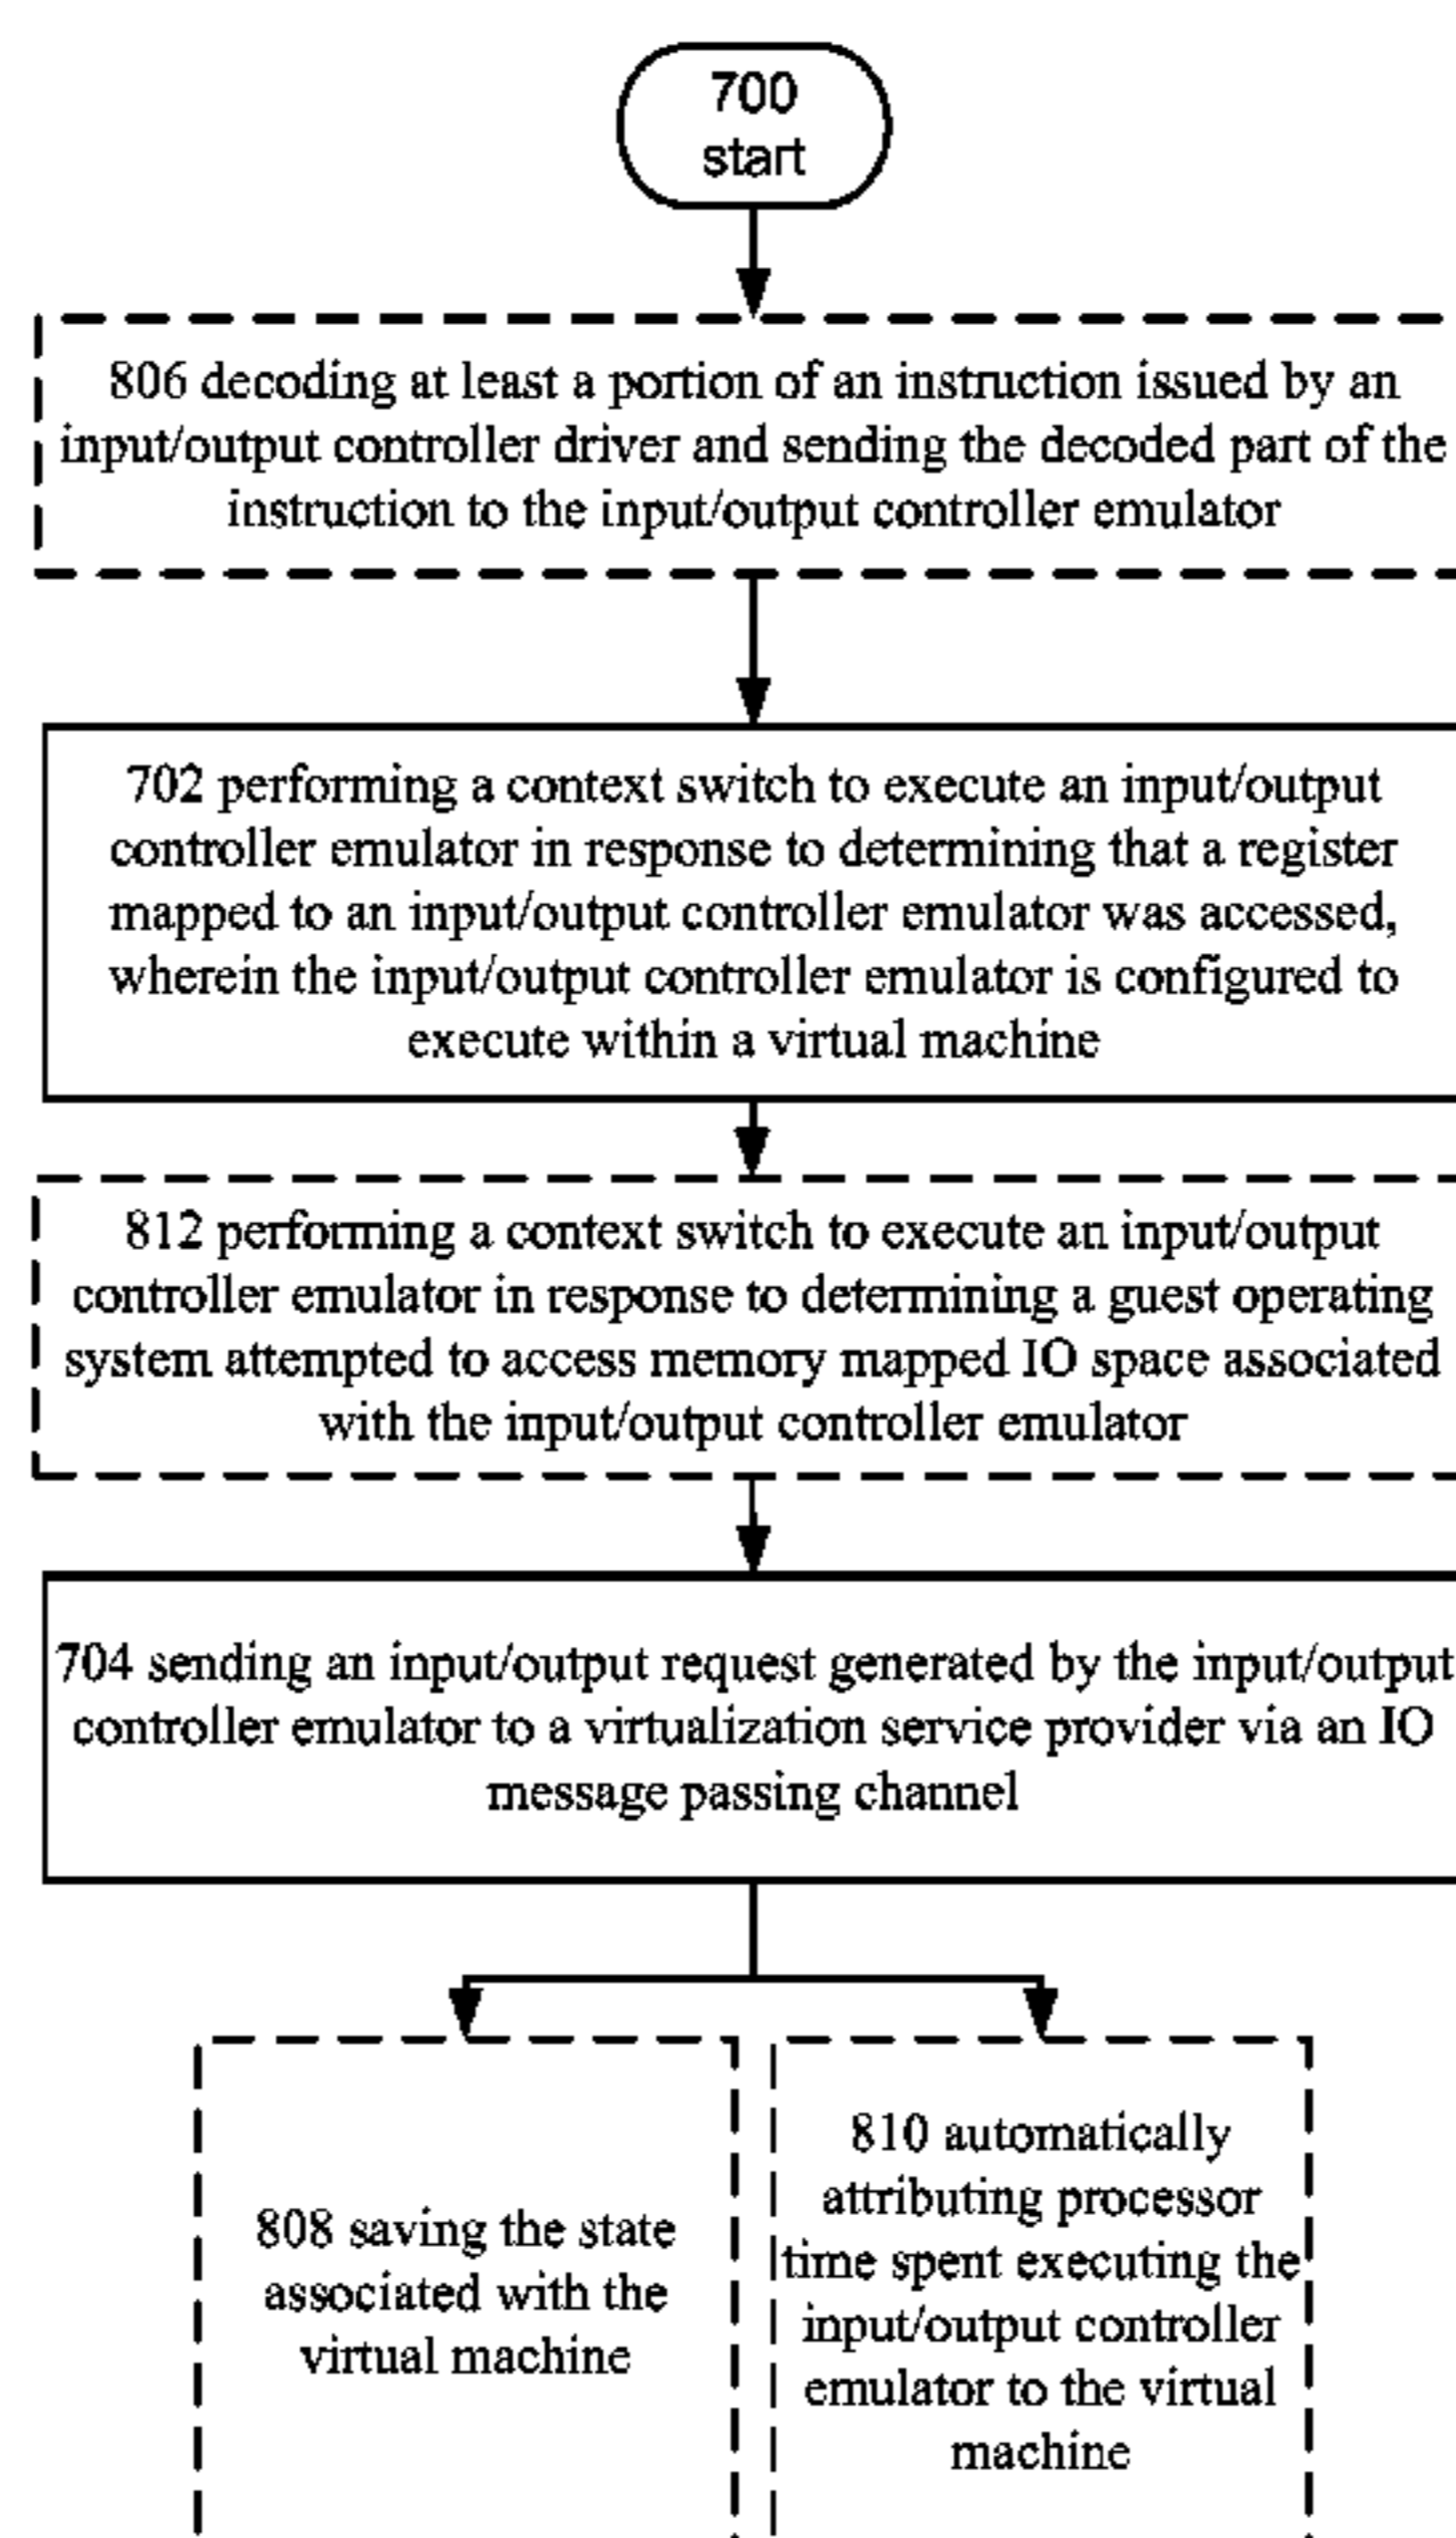 700
start
806 decoding at least a portion of an instruction issued by an
input/output controller driver and sending the decoded part of the
instruction to the input/output controller emulator
702 performing a context switch to execute an input/output
controller emulator in response to determining that a register
mapped to an input/output controller emulator was accessed,
wherein the input/output controller emulator is configured to
execute within a virtual machine
812 performing a context switch to execute an input/output
controller emulator in response to determining a guest operating
system attempted to access memory mapped IO space associated
with the input/output controller emulator
704 sending an input/output request generated by the input/output
controller emulator to a virtualization service provider via an IO
message passing channel
808 saving the state
associated with the
virtual machine
810 automatically
attributing processor
time spent executing the
input/output controller
emulator to the virtual
machine